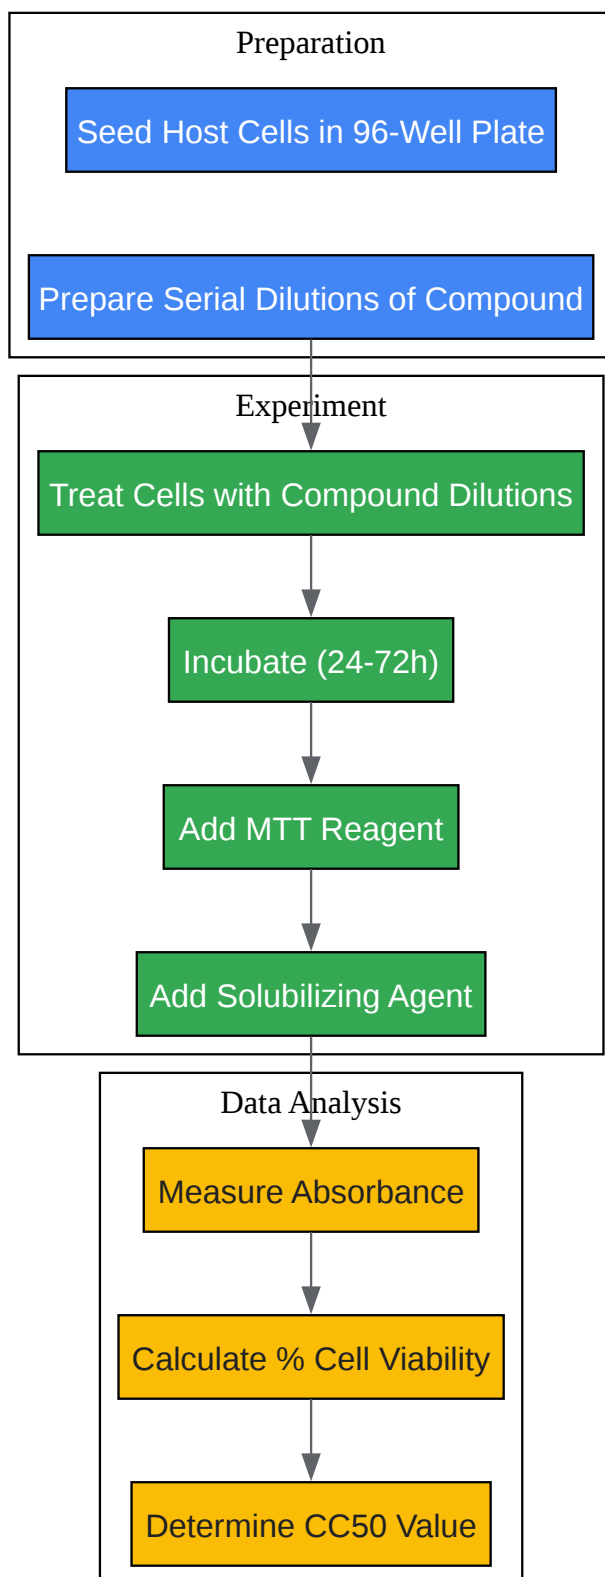 Preparation
Seed Host Cells in 96-Well Plate
Prepare Serial Dilutions of Compound
Experiment
Treat Cells with Compound Dilutions
Incubate (24-72h)
Add MTT Reagent
Add Solubilizing Agent
Data Analysis
Measure Absorbance
Calculate % Cell Viability
Determine CC50 Value